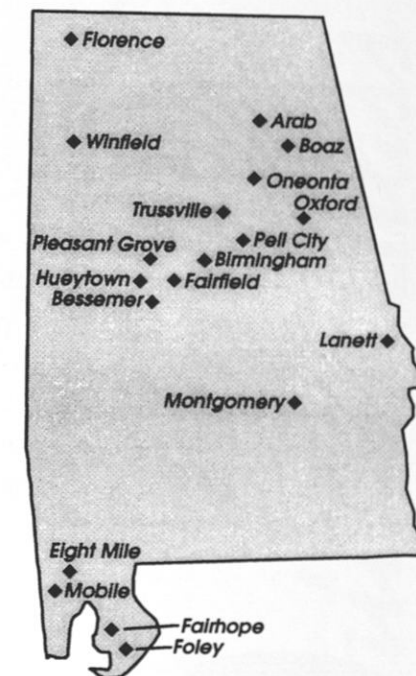 Florence
Arab
Winfield
Boaz
Oneonta
Oxford
Trussville
Pell City
Pleasant Grove
Birmingham
Hueytown
Fairfield
Bessemer
Lanett
Montgomery
Eight Mile
Mobile
Fairhope
Foley